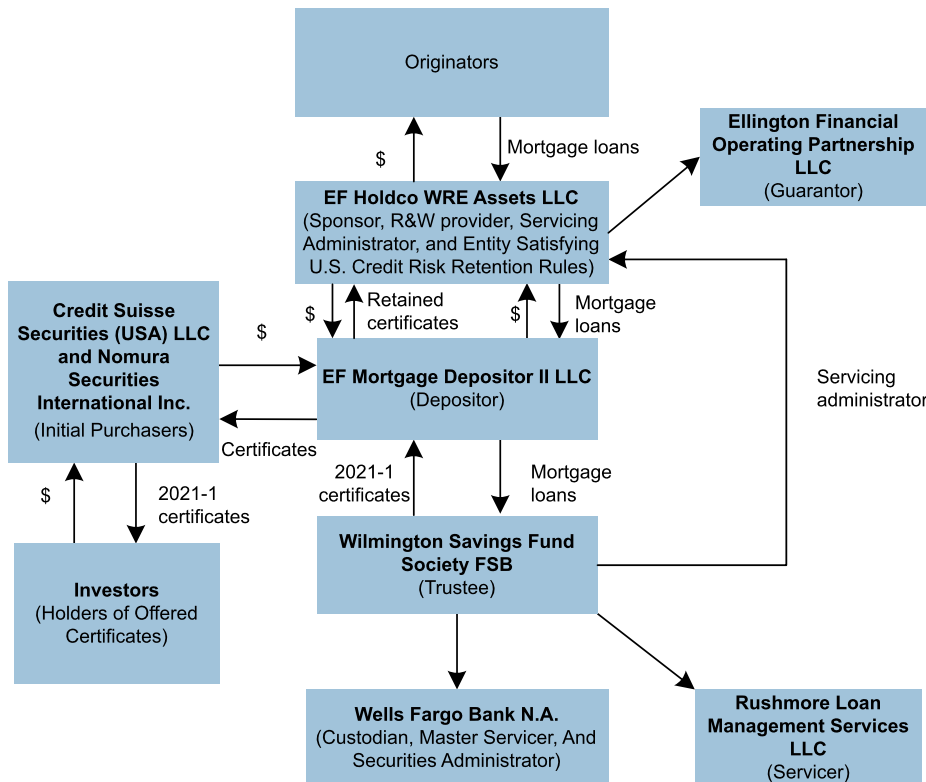 Originators
$
Mortgage loans
Ellington Financial
Operating Partnership
LLC
(Guarantor)
EF Holdco WRE Assets LLC
(Sponsor, R&W provider, Servicing
Administrator, and Entity Satisfying
U.S. Credit Risk Retention Rules)
$
Retained
certificates
$
Mortgage
loans
Credit Suisse
Securities (USA) LLC
and Nomura
Securities
International Inc.
(Initial Purchasers)
$
Certificates
EF Mortgage Depositor II LLC
(Depositor)
Servicing
administrator
$
2021-1
certificates
2021-1
certificates
Mortgage
loans
Investors
(Holders of Offered
Certificates)
Wilmington Savings Fund
Society FSB
(Trustee)
Wells Fargo Bank N.A.
(Custodian, Master Servicer, And
Securities Administrator)
Rushmore Loan
Management Services
LLC
(Servicer)